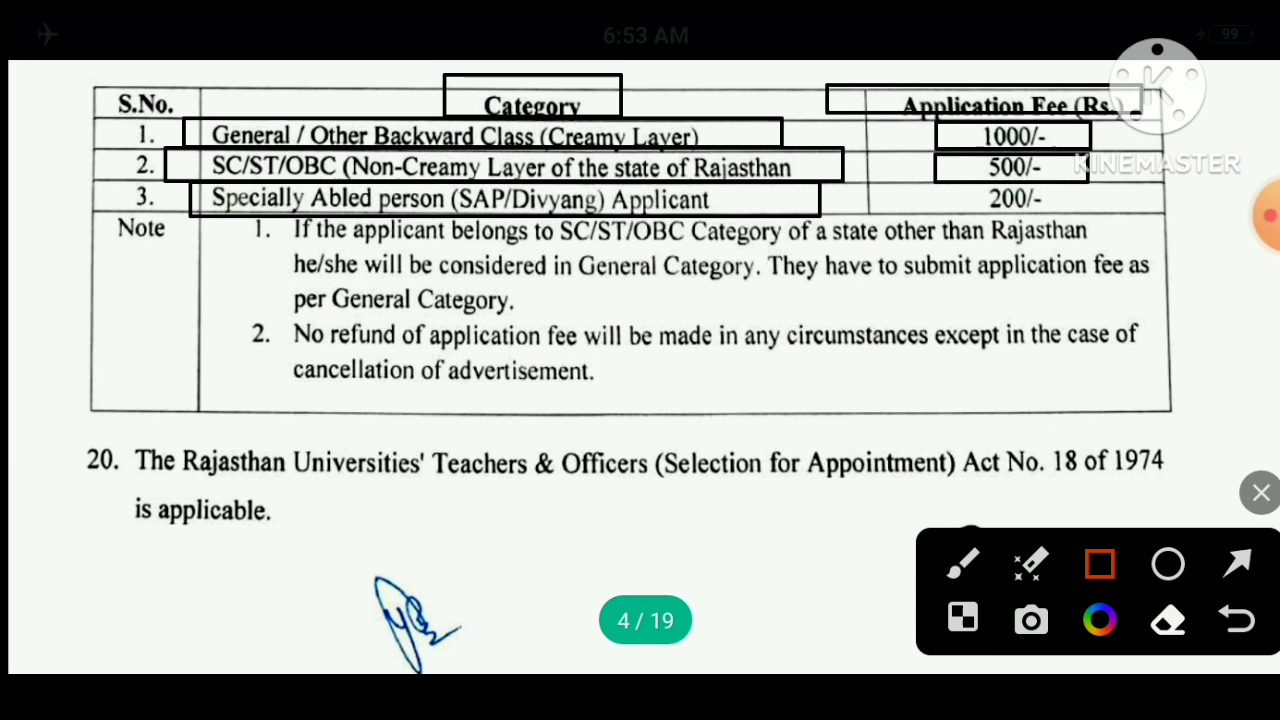 6:53 AM
99
S.No. Category Application Fee (Rs.)
1. General / Other Backward Class (Creamy Layer) 1000/-
2. SC/ST/OBC (Non-Creamy Layer of the state of Rajasthan 500/-
KINEMASTER
3. Specially Abled person (SAP/Divyang) Applicant 200/-
Note 1. If the applicant belongs to SC/ST/OBC Category of a state other than Rajasthan
he/she will be considered in General Category. They have to submit application fee as
per General Category.
2. No refund of application fee will be made in any circumstances except in the case of
cancellation of advertisement.
20. The Rajasthan Universities' Teachers & Officers (Selection for Appointment) Act No. 18 of 1974
is applicable.
4 / 19